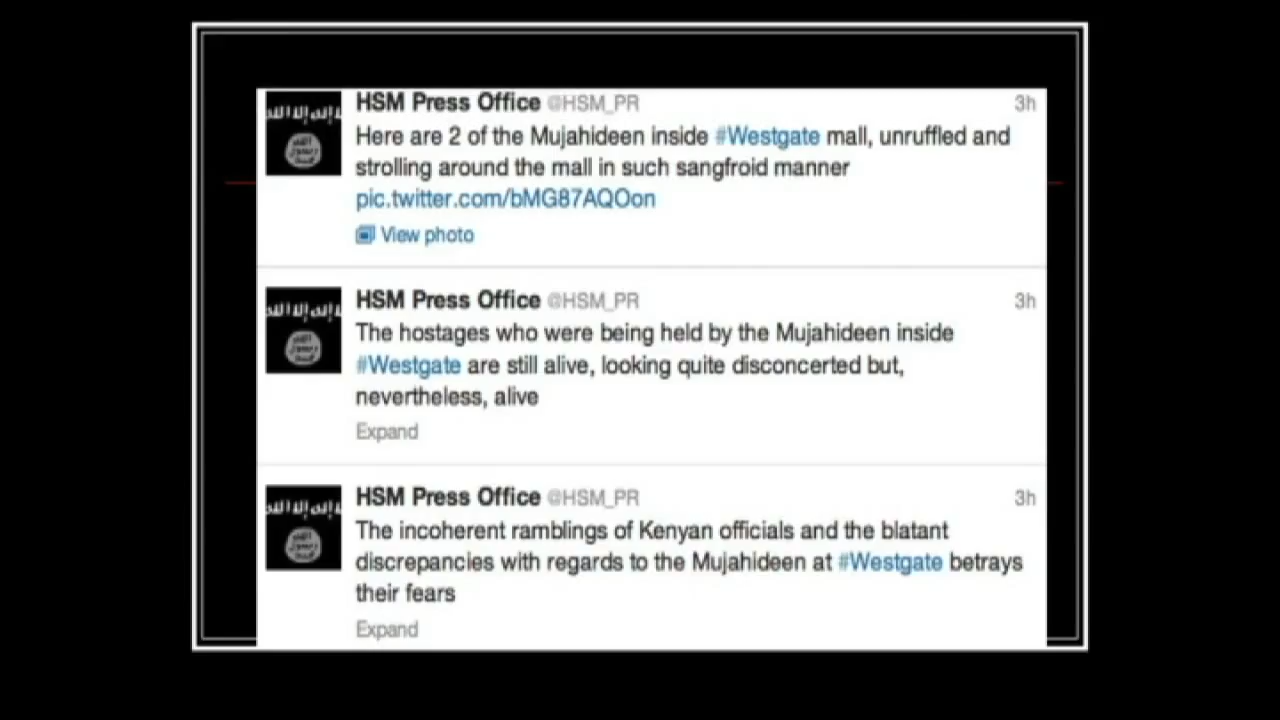 HSM Press Office @HSM_PR 3h
Here are 2 of the Mujahideen inside #Westgate mall, unruffled and
strolling around the mall in such sangfroid manner
pic.twitter.com/bMG87AQOon
View photo
HSM Press Office @HSM_PR 3h
The hostages who were being held by the Mujahideen inside
#Westgate are still alive, looking quite disconcerted but,
nevertheless, alive
Expand
HSM Press Office @HSM_PR 3h
The incoherent ramblings of Kenyan officials and the blatant
discrepancies with regards to the Mujahideen at #Westgate betrays
their fears
Expand